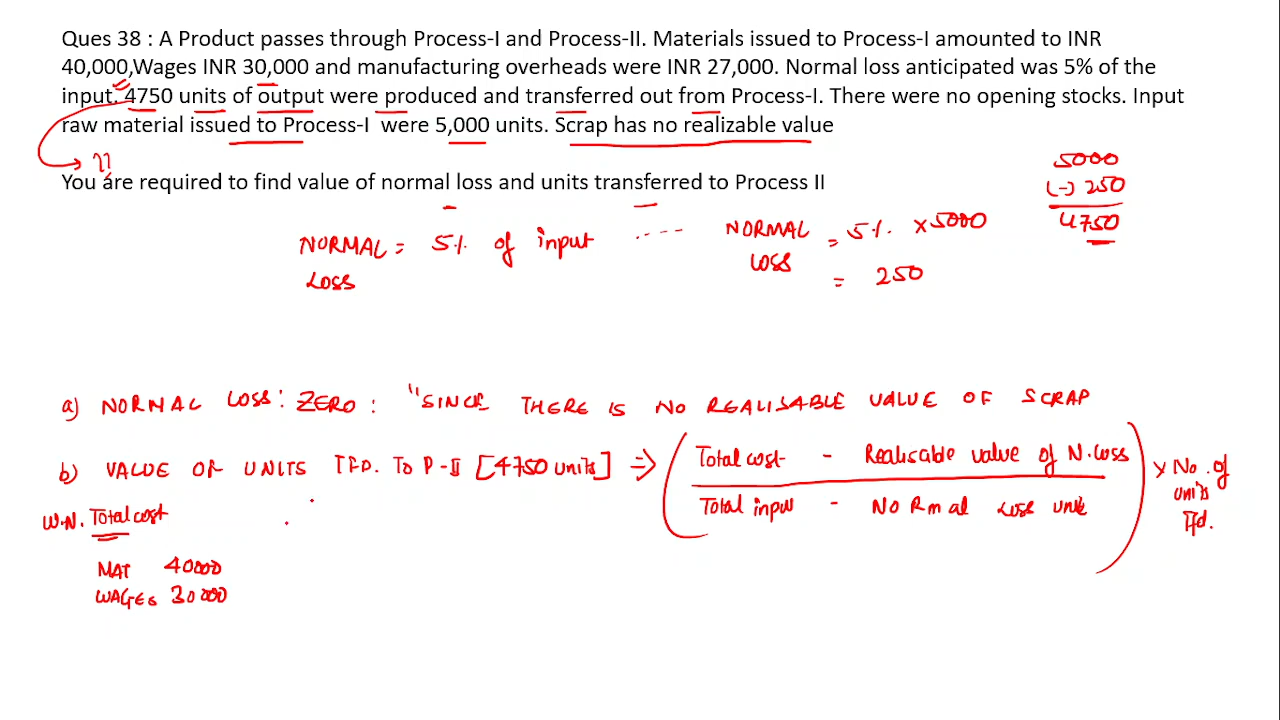 Ques 38 : A Product passes through Process-I and Process-II. Materials issued to Process-I amounted to INR
40,000,Wages INR 30,000 and manufacturing overheads were INR 27,000. Normal loss anticipated was 5% of the
input. 4750 units of output were produced and transferred out from Process-I. There were no opening stocks. Input
raw material issued to Process-I were 5,000 units. Scrap has no realizable value
You are required to find value of normal loss and units transferred to Process II
5000
(-) 250
4750
NORMAL LOSS = 5% of input ....
NORMAL LOSS = 5% x 5000
= 250
a) NORMAL LOSS : ZERO : "SINCE THERE IS NO REALISABLE VALUE OF SCRAP
b) VALUE OF UNITS TFD. TO P-II [4750 units] => (Total cost - Realisable value of N.Loss
Total input - NoRmal Loss unit) x No. of units Tfd.
W.N. Total cost
MAT 40000
WAGES 30000